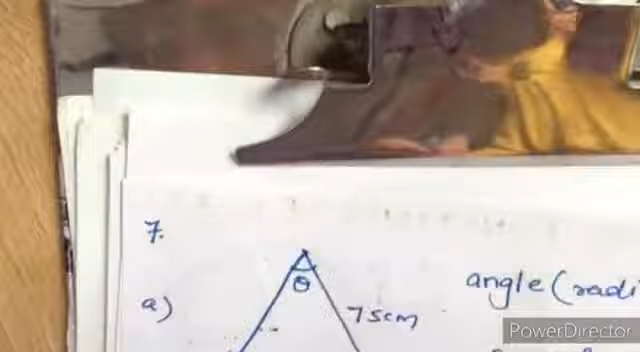 7.
a)
θ
75cm
angle (radi
PowerDirector